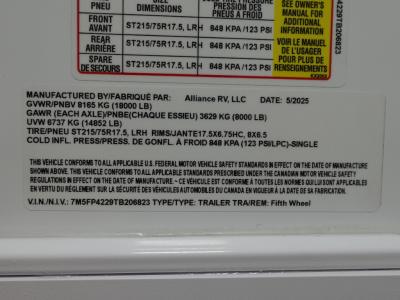 PNEU DIMENSIONS COLD TIRE PRESSURE
PRESSION DES PNEUS À FROID
FRONT
AVANT ST215/75R17.5, LRH 848 KPA /123 PSI
REAR
ARRIÈRE ST215/75R17.5, LRH 848 KPA /123 PSI
SPARE
DE SECOURS ST215/75R17.5, LRH 848 KPA /123 PSI
SEE OWNER'S
MANUAL FOR
ADDITIONAL
INFORMATION
VOIR LE MANUEL
DE L'USAGER
POUR PLUS DE
RENSEIGNEMENTS
4229TB206823
MANUFACTURED BY/FABRIQUÉ PAR: Alliance RV, LLC DATE: 5/2025
GVWR/PNBV 8165 KG (18000 LB)
GAWR (EACH AXLE)/PNBE(CHAQUE ESSIEU) 3629 KG (8000 LB)
UVW 6737 KG (14852 LB)
TIRE/PNEU ST215/75R17.5, LRH RIMS/JANTE17.5X6.75HC, 8X6.5
COLD INFL. PRESS/PRESS. DE GONFL. À FROID 848 KPA (123 PSI/LPC)-SINGLE
THIS VEHICLE CONFORMS TO ALL APPLICABLE U.S. FEDERAL MOTOR VEHICLE SAFETY STANDARDS IN EFFECT ON THE DATE OF MANUFACTURE
SHOWN ABOVE. THIS VEHICLE CONFORMS TO ALL APPLICABLE STANDARDS PRESCRIBED UNDER THE CANADIAN MOTOR VEHICLE SAFETY
REGULATIONS IN EFFECT ON THE DATE OF MANUFACTURE - CE VÉHICULE EST CONFORME À TOUTES LES NORMES QUI LUI SONT APPLICABLES
EN VERTU DU RÈGLEMENT SUR LA SÉCURITÉ DES VÉHICULES AUTOMOBILES DU CANADA EN VIGUEUR À LA DATE DE SA FABRICATION.
V.I.N./N.I.V.: 7M5FP4229TB206823 TYPE/TYPE: TRAILER TRA/REM: Fifth Wheel